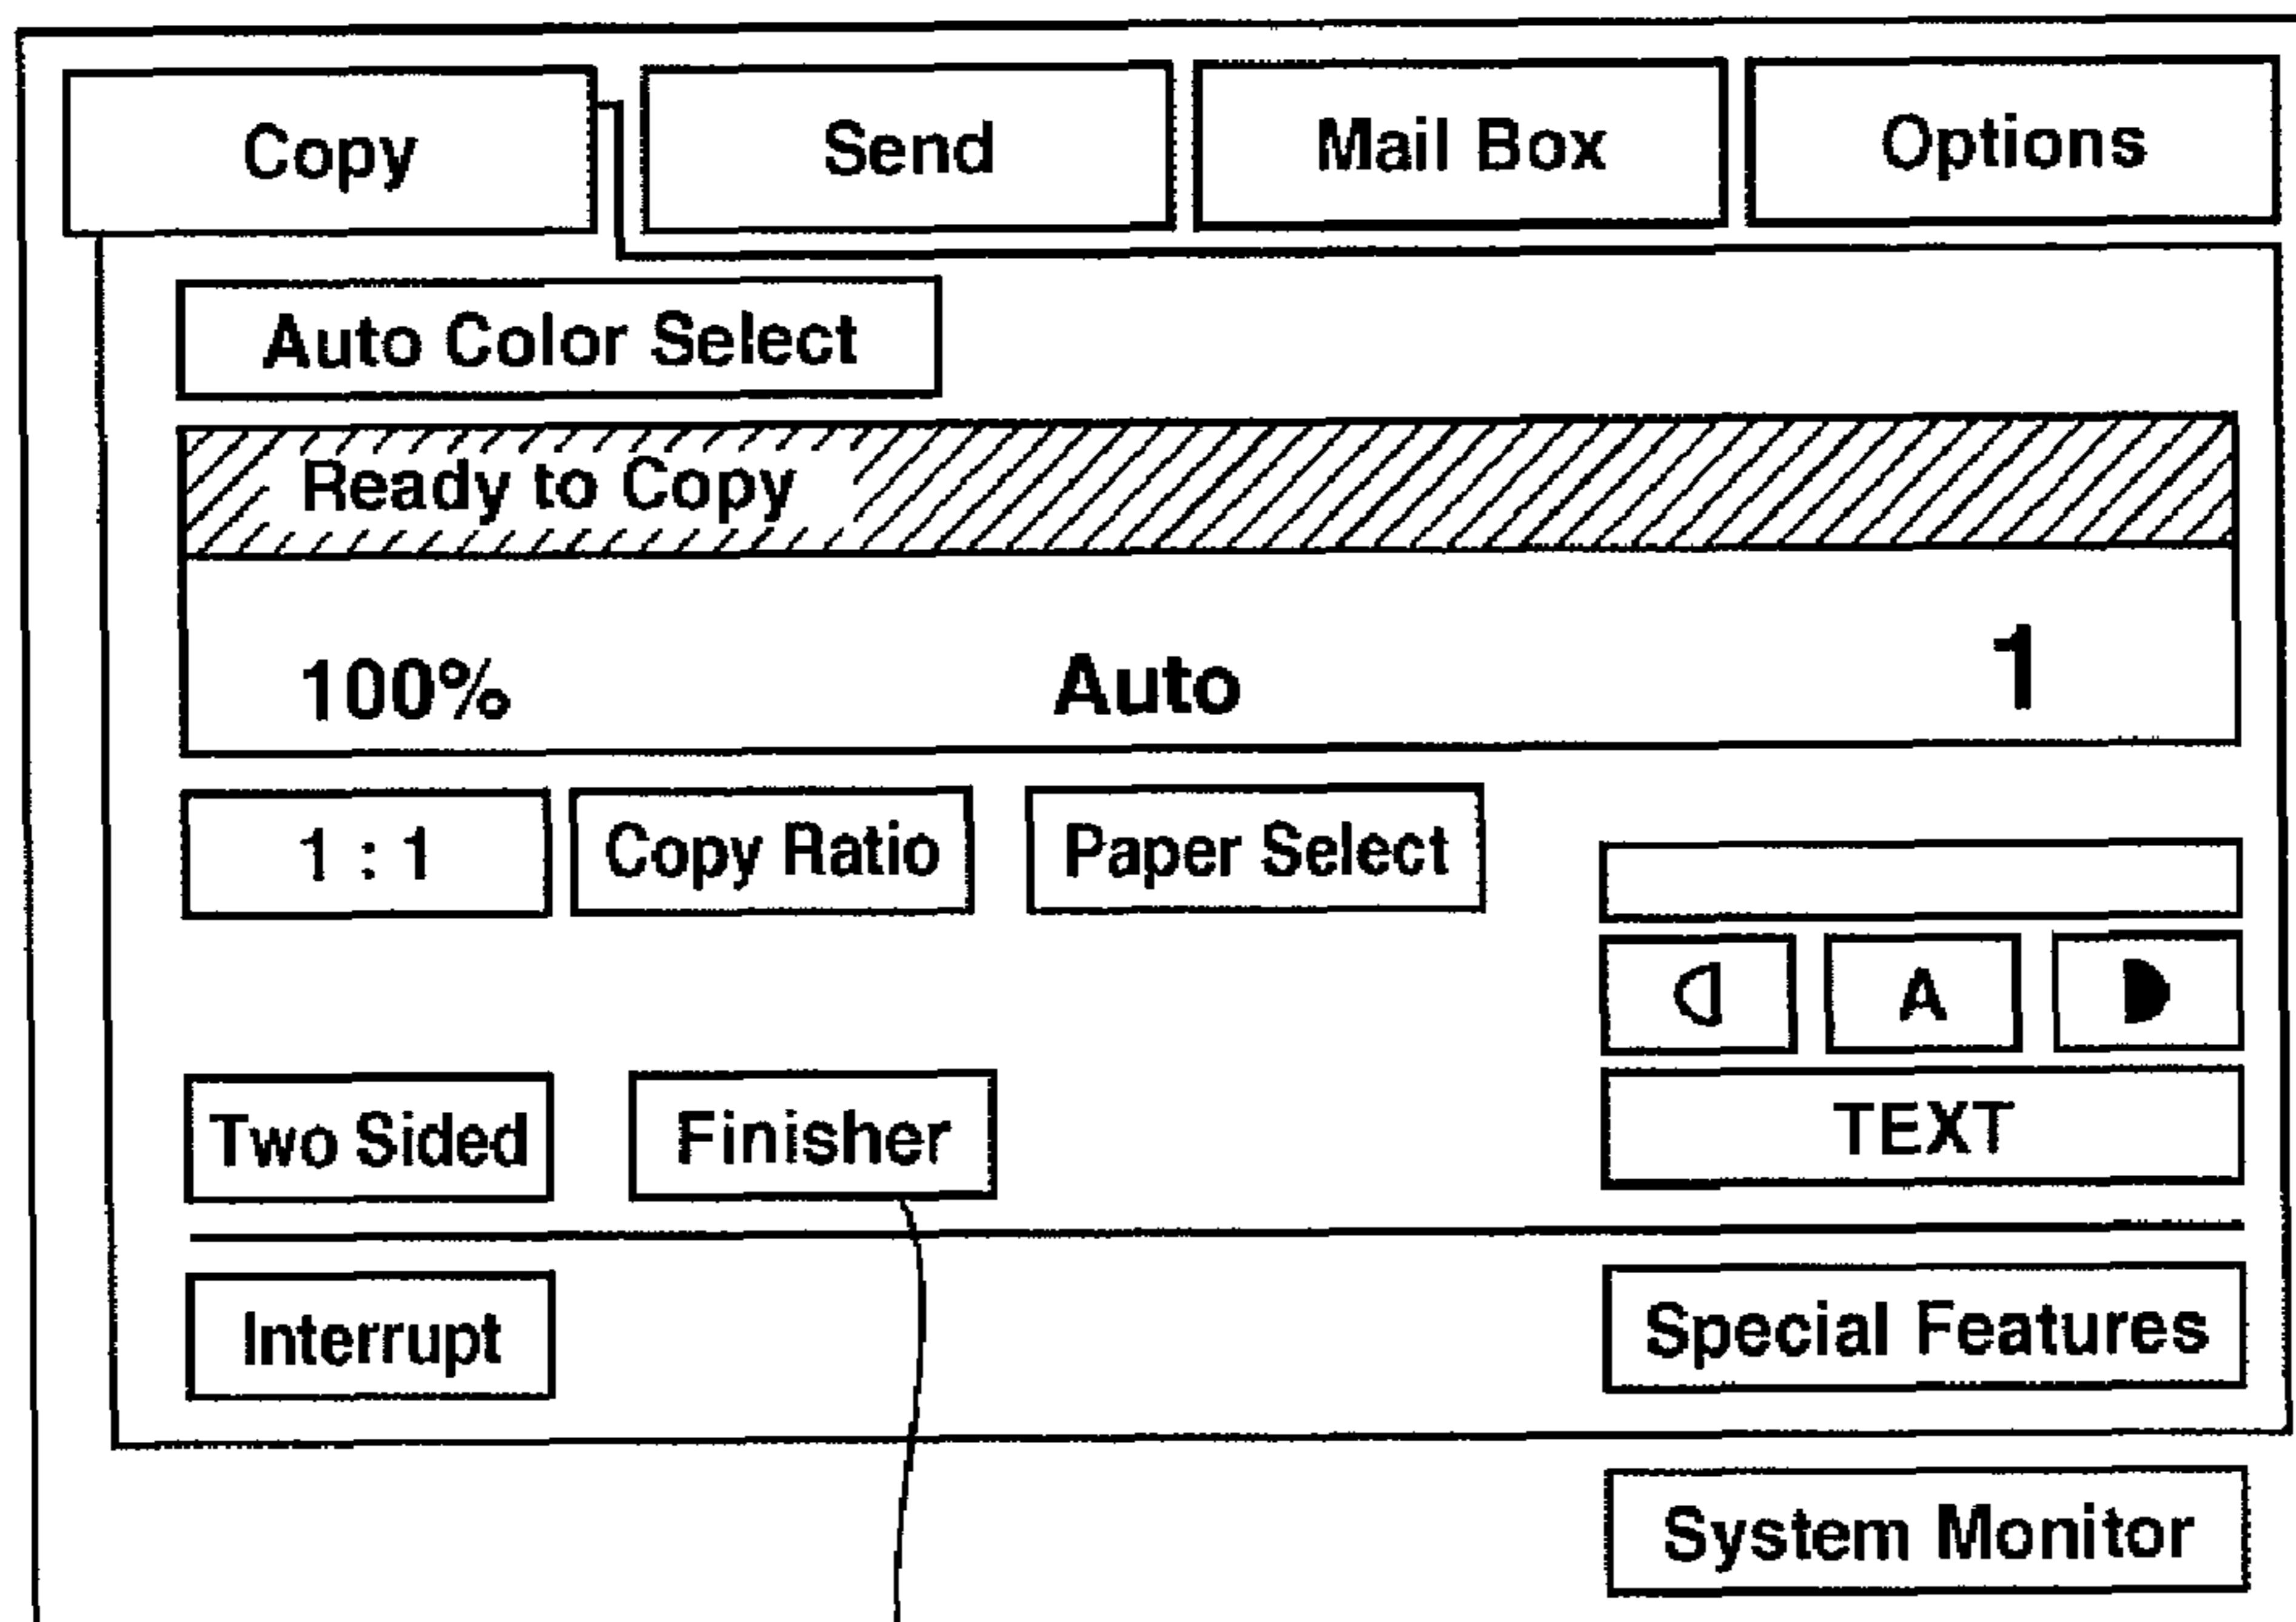 Copy Send Mail Box Options
Auto Color Select
Ready to Copy
100% Auto 1
1 : 1 Copy Ratio Paper Select
A
Two Sided Finisher TEXT
Interrupt Special Features
System Monitor